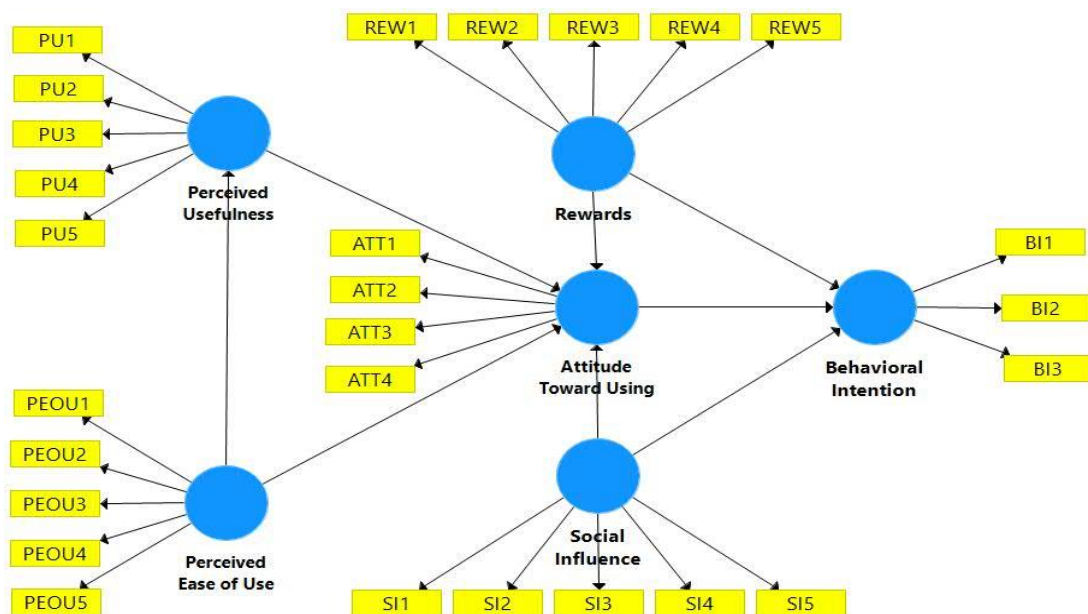 PU1
PU2
PU3
PU4
PU5
Perceived
Usefulness
REW1
REW2
REW3
REW4
REW5
Rewards
ATT1
ATT2
ATT3
ATT4
Attitude
Toward Using
BI1
BI2
BI3
Behavioral
Intention
PEOU1
PEOU2
PEOU3
PEOU4
PEOU5
Perceived
Ease of Use
Social
Influence
SI1
SI2
SI3
SI4
SI5